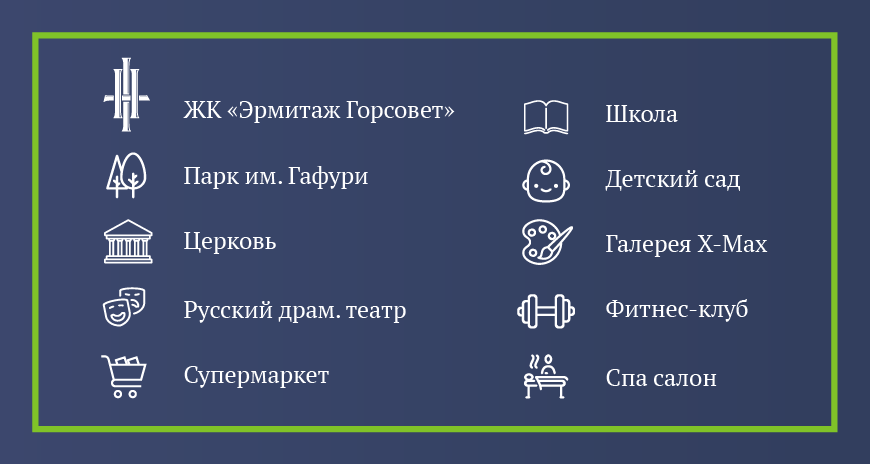 ЖК «Эрмитаж Горсовет»
Парк им. Гафури
Церковь
Русский драм. театр
Супермаркет
Школа
Детский сад
Галерея X-Max
Фитнес-клуб
Спа салон